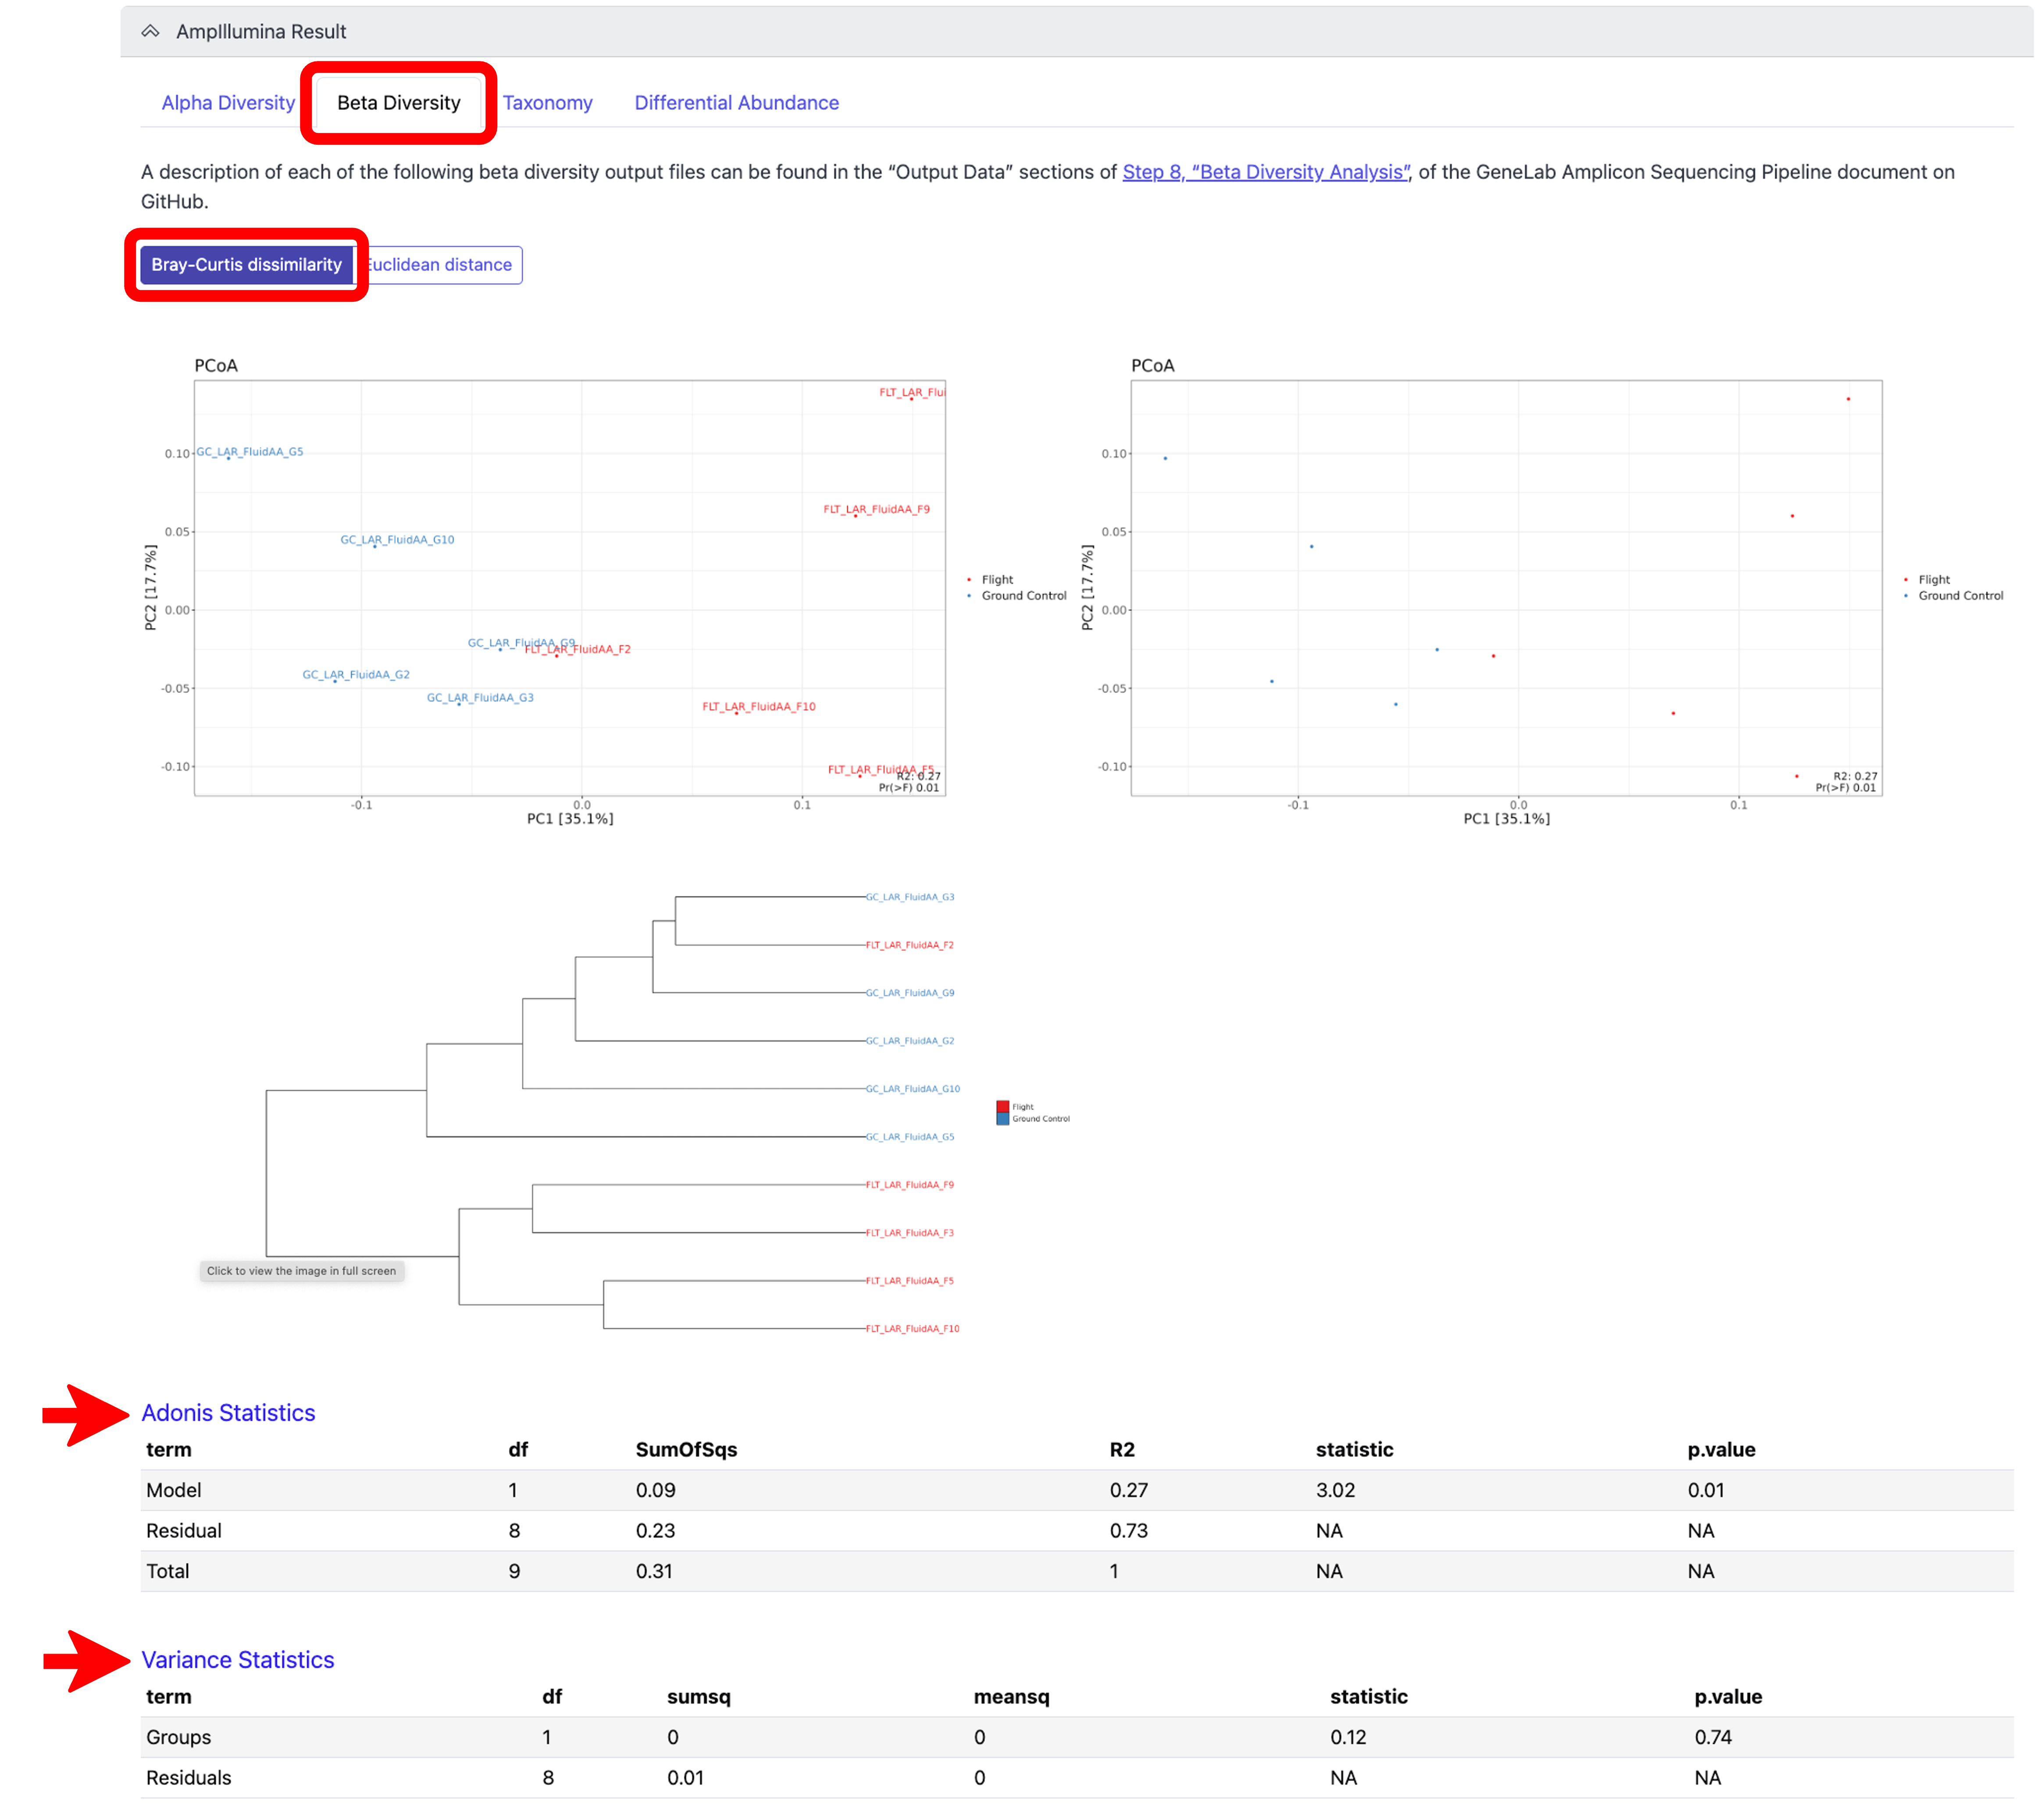 AmpIllumina Result
Alpha Diversity Beta Diversity Taxonomy Differential Abundance
A description of each of the following beta diversity output files can be found in the “Output Data” sections of Step 8, “Beta Diversity Analysis”, of the GeneLab Amplicon Sequencing Pipeline document on
GitHub.
Bray-Curtis dissimilarity Euclidean distance
PCoA
FLT_LAR_Flui
GC_LAR_FluidAA_G5
FLT_LAR_FluidAA_F9
GC_LAR_FluidAA_G10
GC_LAR_FluidAA_G9
FLT_LAR_FluidAA_F2
GC_LAR_FluidAA_G2
GC_LAR_FluidAA_G3
FLT_LAR_FluidAA_F10
FLT_LAR_FluidAA_F5
R2: 0.27
Pr(>F) 0.01
0.10
0.05
0.00
-0.05
-0.10
PC2 [17.7%]
-0.1 0.0 0.1
PC1 [35.1%]
Flight
Ground Control
PCoA
0.10
0.05
0.00
-0.05
-0.10
PC2 [17.7%]
R2: 0.27
Pr(>F) 0.01
-0.1 0.0 0.1
PC1 [35.1%]
Flight
Ground Control
GC_LAR_FluidAA_G3
FLT_LAR_FluidAA_F2
GC_LAR_FluidAA_G9
GC_LAR_FluidAA_G2
GC_LAR_FluidAA_G10
GC_LAR_FluidAA_G5
FLT_LAR_FluidAA_F9
FLT_LAR_FluidAA_F3
FLT_LAR_FluidAA_F5
FLT_LAR_FluidAA_F10
Flight
Ground Control
Click to view the image in full screen
Adonis Statistics
term df SumOfSqs R2 statistic p.value
Model 1 0.09 0.27 3.02 0.01
Residual 8 0.23 0.73 NA NA
Total 9 0.31 1 NA NA
Variance Statistics
term df sumsq meansq statistic p.value
Groups 1 0 0 0.12 0.74
Residuals 8 0.01 0 NA NA